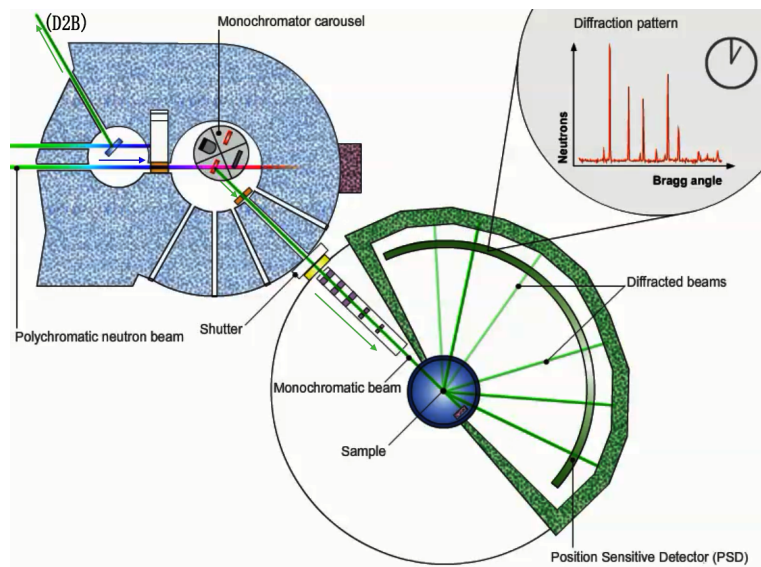 (D2B)
Monochromator carousel
Diffraction pattern
Neutrons
Bragg angle
Diffracted beams
Polychromatic neutron beam
Shutter
Monochromatic beam
Sample
Position Sensitive Detector (PSD)